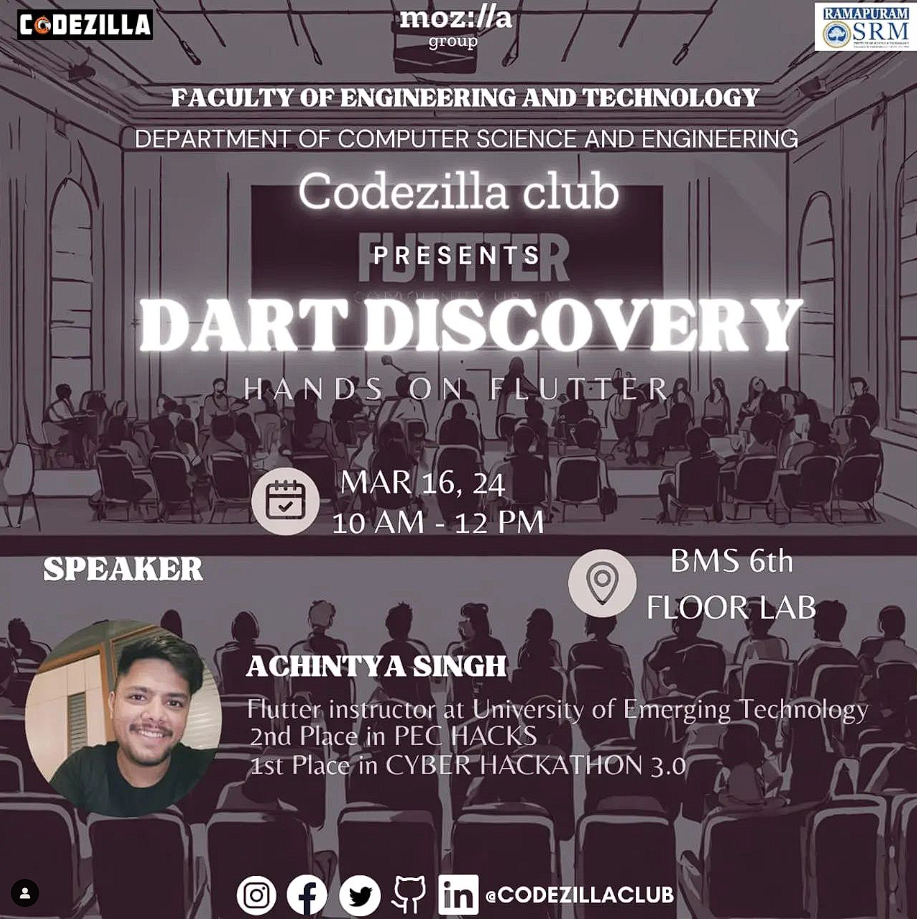 CODEZILLA
moz://a
group
RAMAPURAM
SRM
FACULTY OF ENGINEERING AND TECHNOLOGY
DEPARTMENT OF COMPUTER SCIENCE AND ENGINEERING
Codezilla club
PRESENTS
DART DISCOVERY
HANDS ON FLUTTER
MAR 16, 24
10 AM - 12 PM
BMS 6th
FLOOR LAB
SPEAKER
ACHINTYA SINGH
Flutter instructor at University of Emerging Technology
2nd Place in PEC HACKS
1st Place in CYBER HACKATHON 3.0
@CODEZILLACLUB